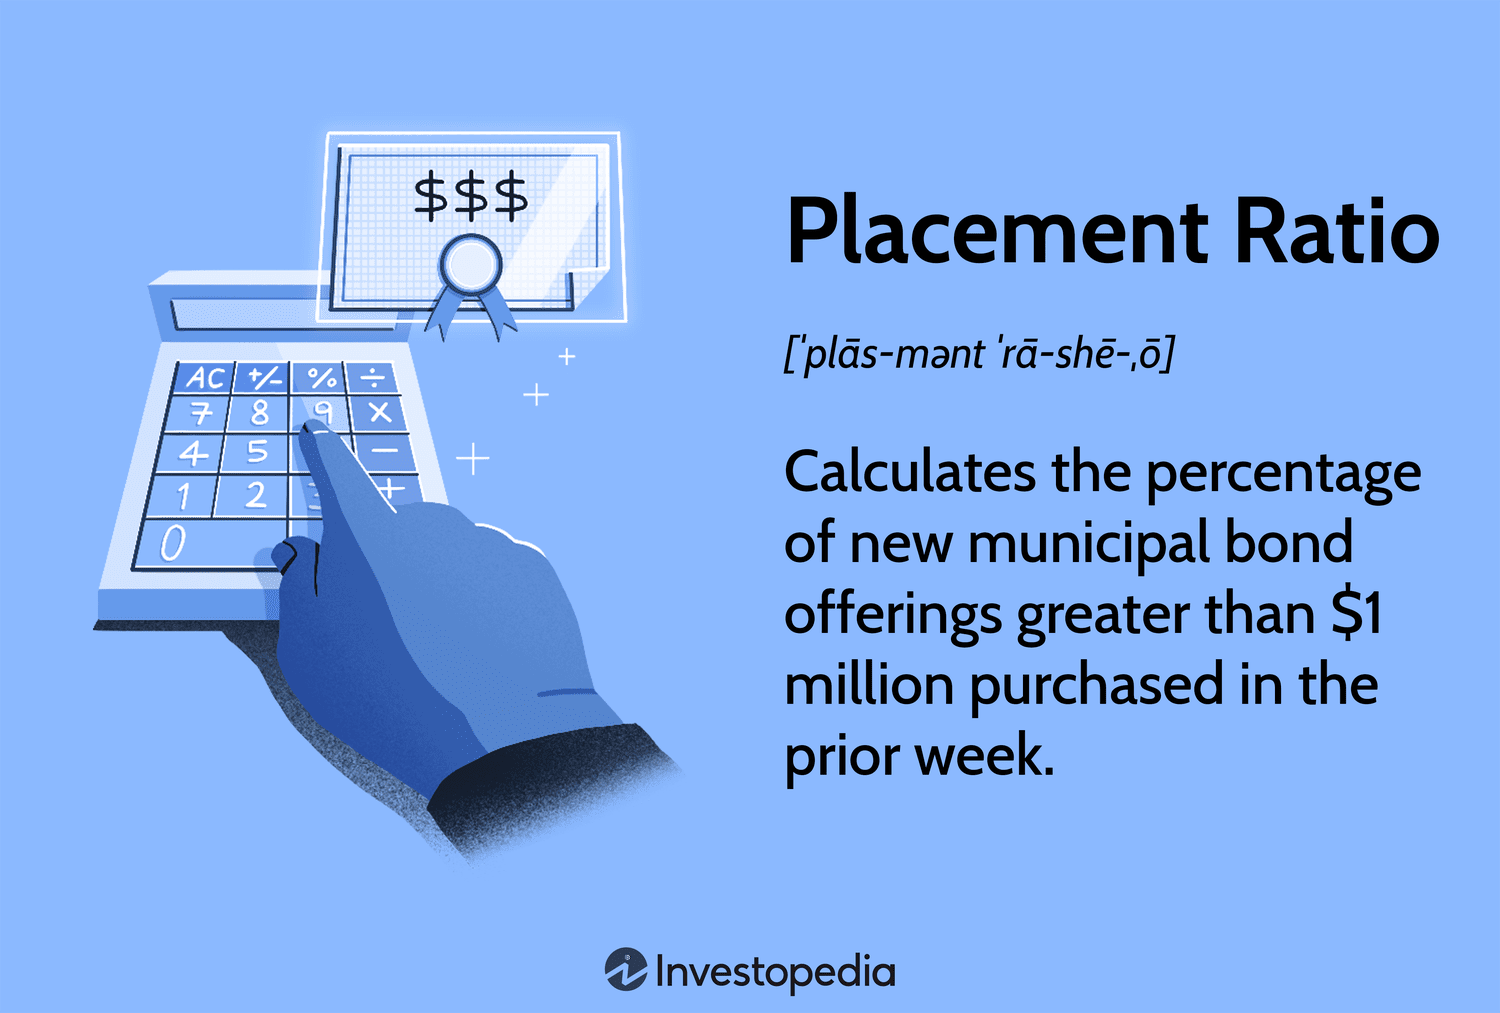 $$$
Placement Ratio
[ˈplās-mənt ˈrā-shē-ˌō]
Calculates the percentage
of new municipal bond
offerings greater than $1
million purchased in the
prior week.
AC +/- % ÷
7 8 9 ×
4 5 −
1 2 3 +
0
Investopedia